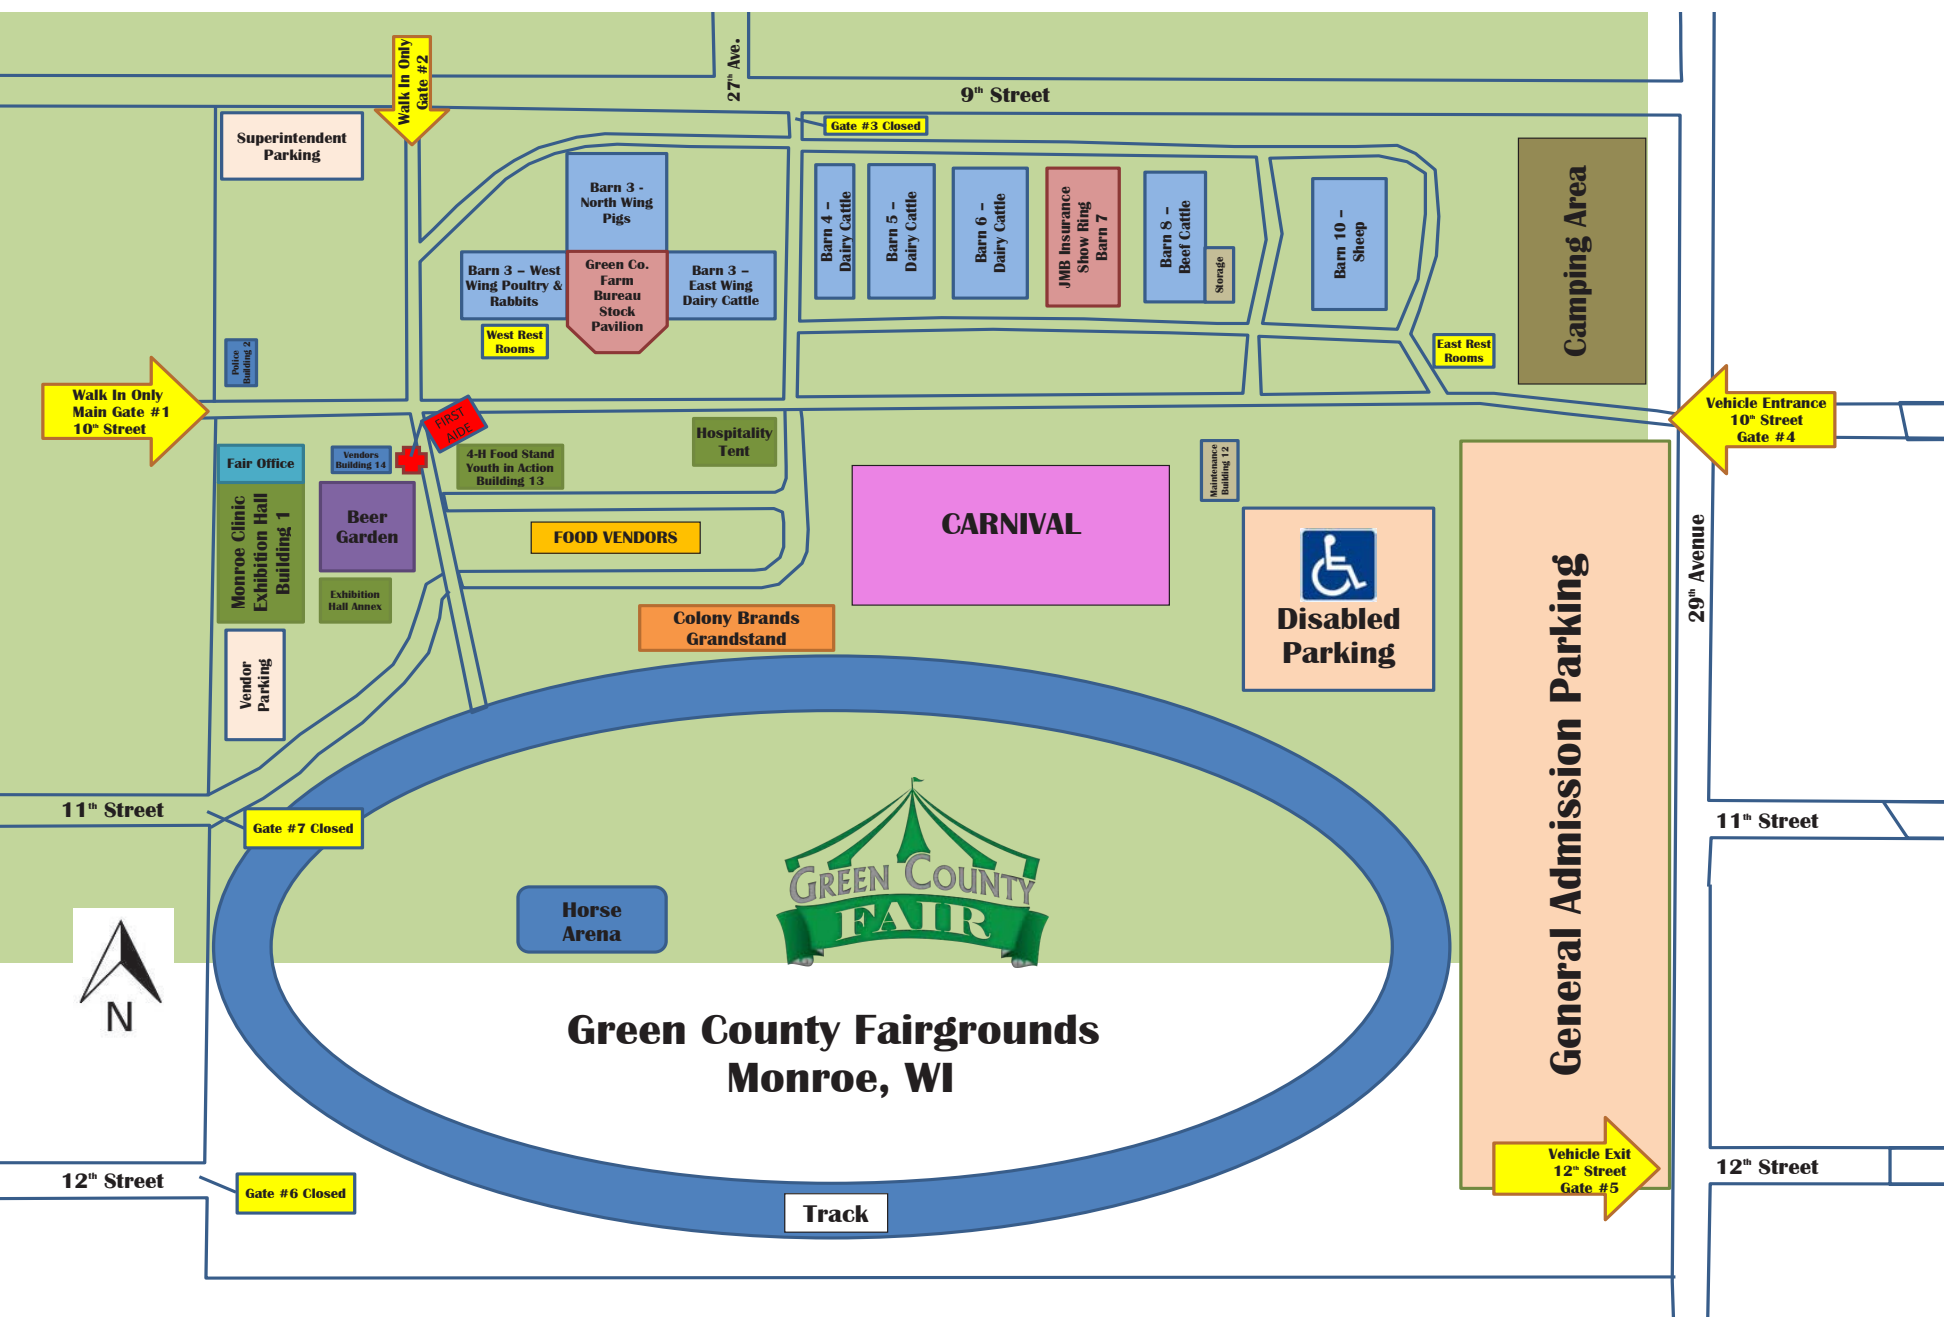 Walk In Only
Gate #2
27th Ave.
9th Street
Gate #3 Closed
Superintendent
Parking
Barn 3 -
North Wing
Pigs
Barn 3 – West
Wing Poultry &
Rabbits
Green Co.
Farm
Bureau
Stock
Pavilion
Barn 3 –
East Wing
Dairy Cattle
West Rest
Rooms
Barn 4 –
Dairy Cattle
Barn 5 –
Dairy Cattle
Barn 6 –
Dairy Cattle
JMB Insurance
Show Ring
Barn 7
Barn 8 –
Beef Cattle
Storage
Barn 10 –
Sheep
East Rest
Rooms
Camping Area
Police
Building 2
Walk In Only
Main Gate #1
10th Street
Vehicle Entrance
10th Street
Gate #4
FIRST
AIDE
Fair Office
Vendors
Building 14
4-H Food Stand
Youth in Action
Building 13
Hospitality
Tent
Maintenance
Building 12
Monroe Clinic
Exhibition Hall
Building 1
Beer
Garden
FOOD VENDORS
CARNIVAL
Exhibition
Hall Annex
Colony Brands
Grandstand
Disabled
Parking
General Admission Parking
29th Avenue
Vendor
Parking
11th Street
Gate #7 Closed
11th Street
Horse
Arena
GREEN COUNTY
FAIR
N
Green County Fairgrounds
Monroe, WI
Vehicle Exit
12th Street
Gate #5
12th Street
12th Street
Gate #6 Closed
Track